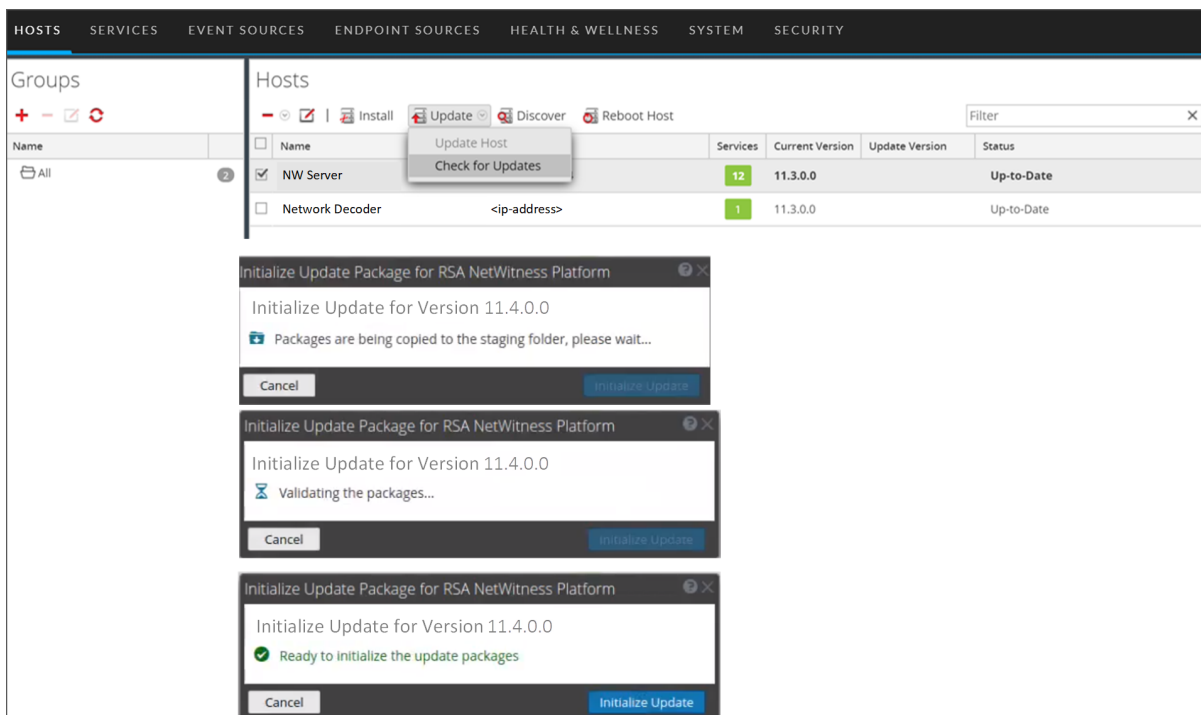 HOSTS SERVICES EVENT SOURCES ENDPOINT SOURCES HEALTH & WELLNESS SYSTEM SECURITY
Groups
Name
All 2
Hosts
Install Update Discover Reboot Host Filter
Update Host
Check for Updates
Name Services Current Version Update Version Status
NW Server 12 11.3.0.0 Up-to-Date
Network Decoder <ip-address> 1 11.3.0.0 Up-to-Date
Initialize Update Package for RSA NetWitness Platform
Initialize Update for Version 11.4.0.0
Packages are being copied to the staging folder, please wait...
Cancel Initialize Update
Initialize Update Package for RSA NetWitness Platform
Initialize Update for Version 11.4.0.0
Validating the packages...
Cancel Initialize Update
Initialize Update Package for RSA NetWitness Platform
Initialize Update for Version 11.4.0.0
Ready to initialize the update packages
Cancel Initialize Update